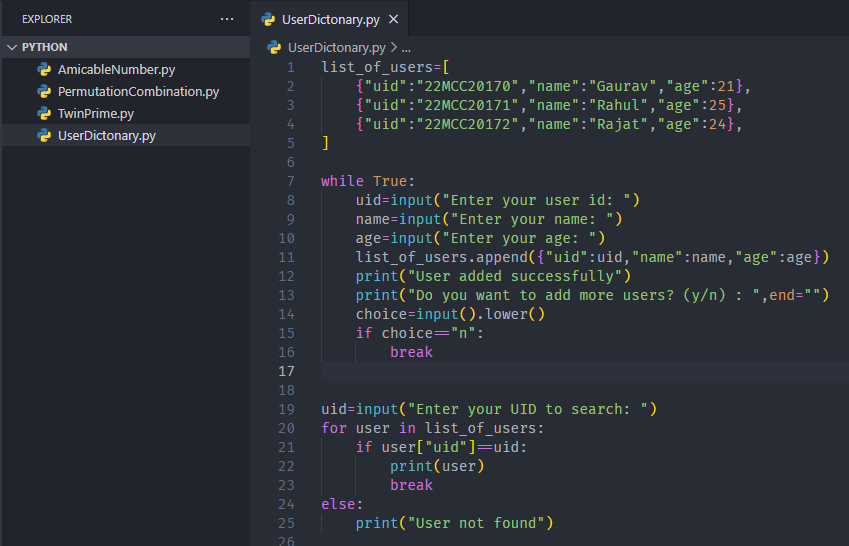 EXPLORER ...
PYTHON
AmicableNumber.py
PermutationCombination.py
TwinPrime.py
UserDictonary.py
UserDictonary.py ×
UserDictonary.py > ...
1 list_of_users=[
2     {"uid":"22MCC20170","name":"Gaurav","age":21},
3     {"uid":"22MCC20171","name":"Rahul","age":25},
4     {"uid":"22MCC20172","name":"Rajat","age":24},
5 ]
6
7 while True:
8     uid=input("Enter your user id: ")
9     name=input("Enter your name: ")
10     age=input("Enter your age: ")
11     list_of_users.append({"uid":uid,"name":name,"age":age})
12     print("User added successfully")
13     print("Do you want to add more users? (y/n) : ",end="")
14     choice=input().lower()
15     if choice=="n":
16         break
17
18
19 uid=input("Enter your UID to search: ")
20 for user in list_of_users:
21     if user["uid"]==uid:
22         print(user)
23         break
24 else:
25     print("User not found")
26